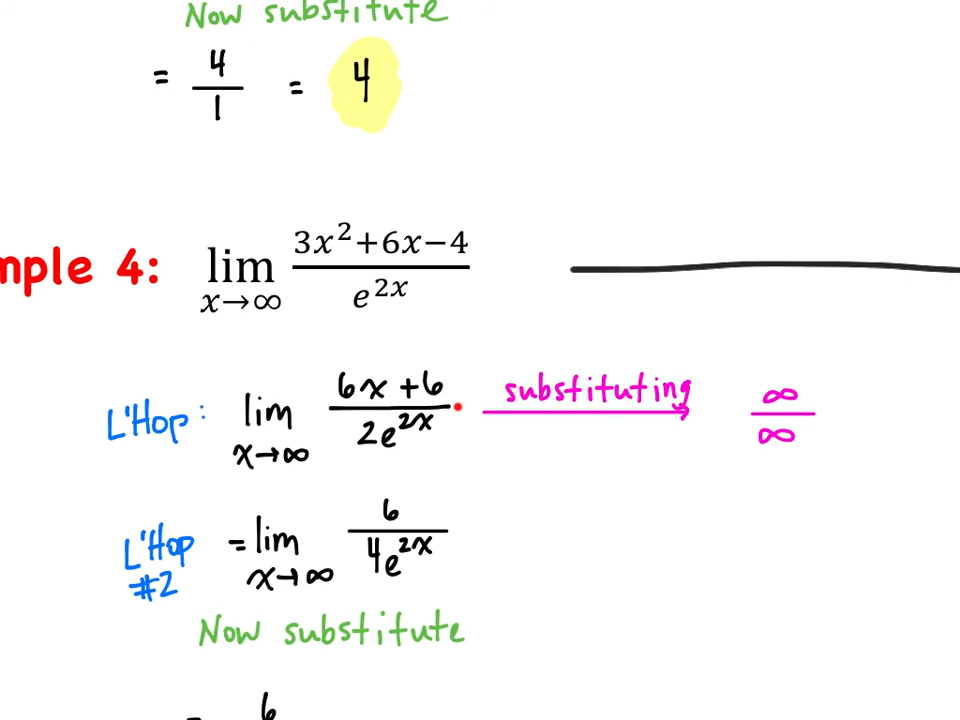 Now substitute
= 4/1 = 4
mple 4: lim x→∞ (3x²+6x−4)/(e^{2x})
L'Hop: lim x→∞ (6x+6)/(2e^{2x}) substituting → ∞/∞
L'Hop #2 = lim x→∞ 6/(4e^{2x})
Now substitute
= 6